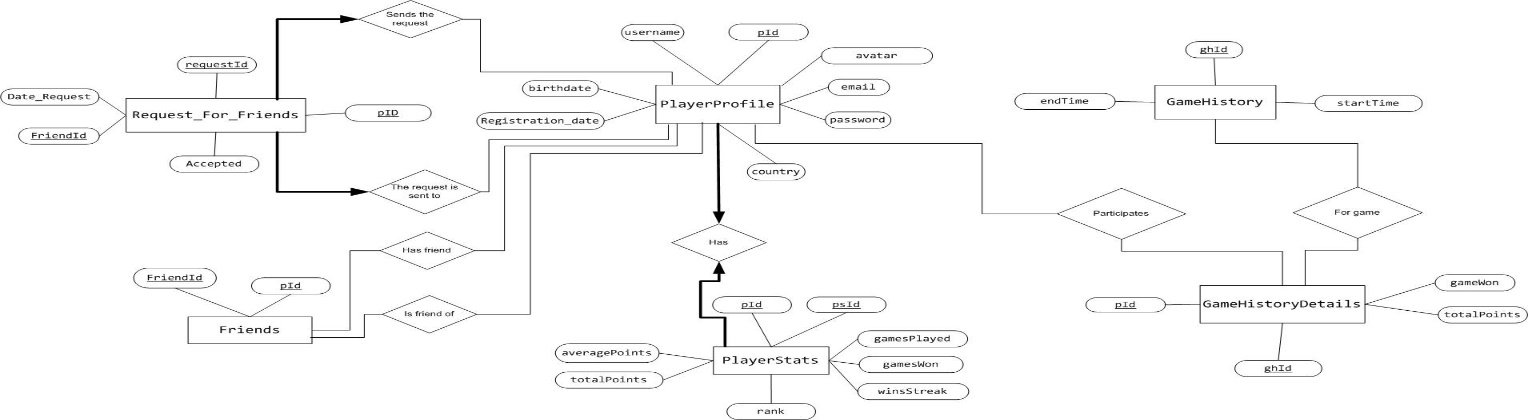 Sends the
request
username
pId
avatar
ghId
requestId
birthdate
email
Date_Request
PlayerProfile
endTime
GameHistory
startTime
Request_For_Friends
pID
Registration_date
password
FriendId
Accepted
country
The request is
sent to
Participates
For game
Has friend
Has
FriendId
pId
gameWon
pId
psId
pId
GameHistoryDetails
Is friend of
totalPoints
Friends
gamesPlayed
averagePoints
PlayerStats
gamesWon
ghId
totalPoints
winsStreak
rank